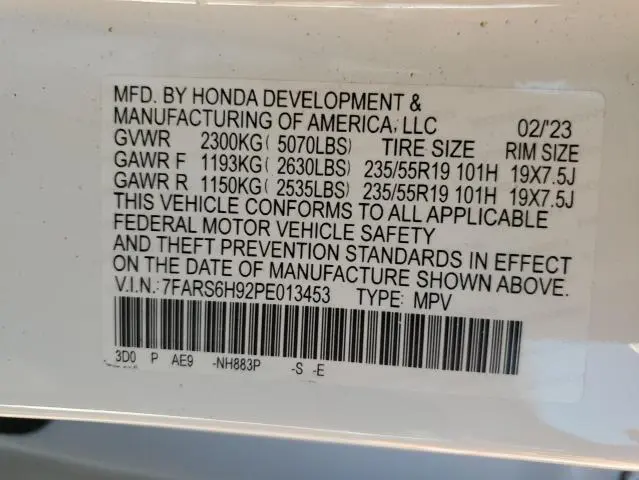 MFD. BY HONDA DEVELOPMENT &
MANUFACTURING OF AMERICA, LLC 02/'23
GVWR 2300KG( 5070LBS) TIRE SIZE RIM SIZE
GAWR F 1193KG( 2630LBS) 235/55R19 101H 19X7.5J
GAWR R 1150KG( 2535LBS) 235/55R19 101H 19X7.5J
THIS VEHICLE CONFORMS TO ALL APPLICABLE
FEDERAL MOTOR VEHICLE SAFETY
AND THEFT PREVENTION STANDARDS IN EFFECT
ON THE DATE OF MANUFACTURE SHOWN ABOVE.
V.I.N.:7FARS6H92PE013453 TYPE: MPV
3D0 P AE9 -NH883P -S -E